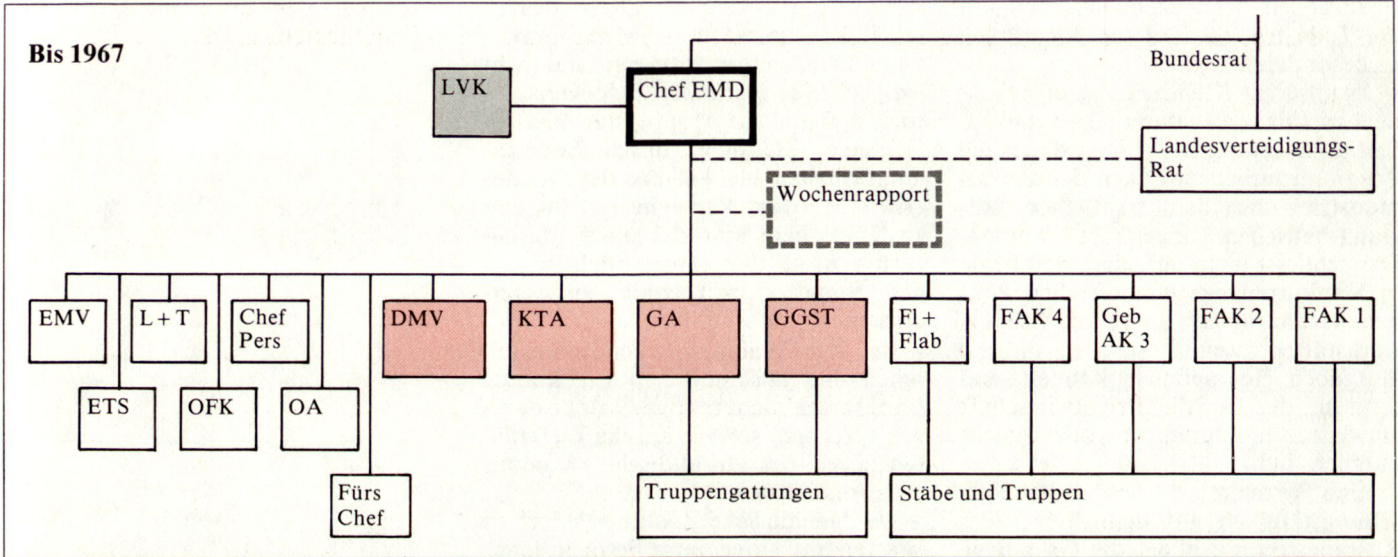 Bis 1967
Bundesrat
LVK
Chef EMD
Landesverteidigungs-
Rat
Wochenrapport
EMV
L + T
Chef
Pers
DMV
KTA
GA
GGST
Fl +
Flab
FAK 4
Geb
AK 3
FAK 2
FAK 1
ETS
OFK
OA
Fürs
Chef
Truppengattungen
Stäbe und Truppen